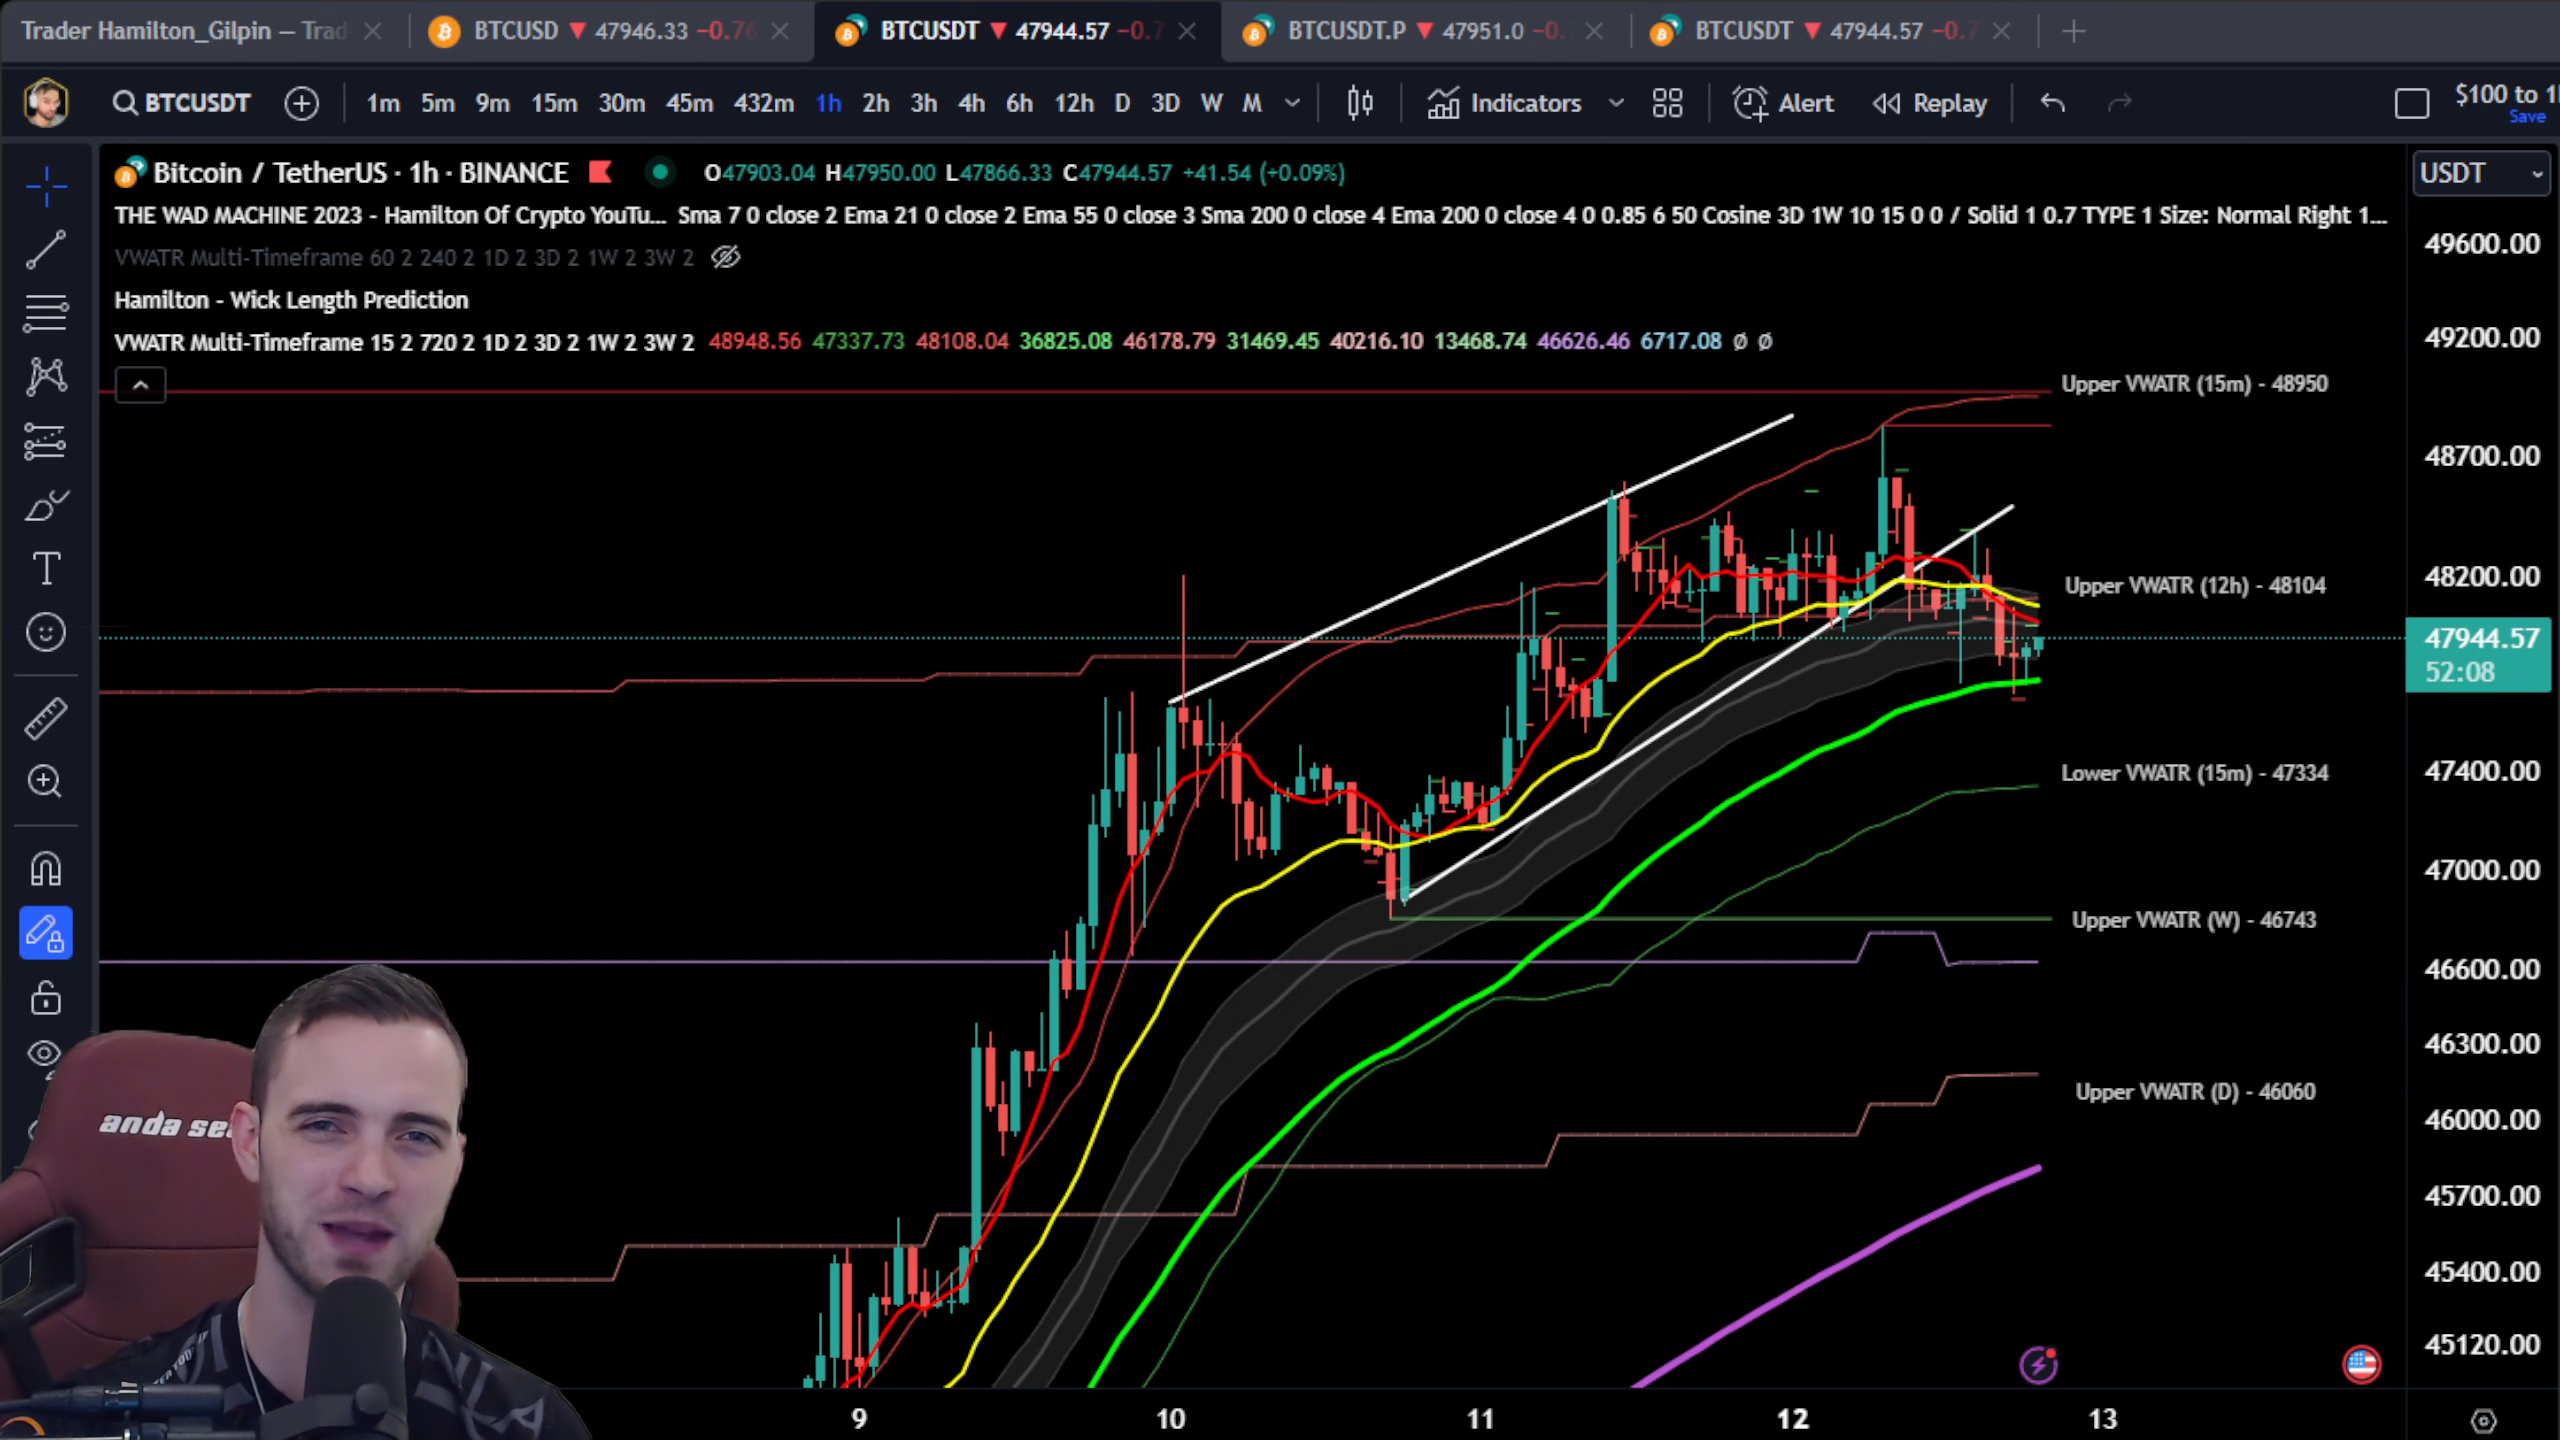 Trader Hamilton_Gilpin — Trad
BTCUSD ▼ 47946.33 −0.76
BTCUSDT ▼ 47944.57 −0.7
BTCUSDT.P ▼ 47951.0 −0.
BTCUSDT ▼ 47944.57 −0.7
BTCUSDT 1m 5m 9m 15m 30m 45m 432m 1h 2h 3h 4h 6h 12h D 3D W M Indicators Alert Replay $100 to 1
Save
Bitcoin / TetherUS · 1h · BINANCE O47903.04 H47950.00 L47866.33 C47944.57 +41.54 (+0.09%)
USDT
THE WAD MACHINE 2023 - Hamilton Of Crypto YouTu... Sma 7 0 close 2 Ema 21 0 close 2 Ema 55 0 close 3 Sma 200 0 close 4 Ema 200 0 close 4 0 0.85 6 50 Cosine 3D 1W 10 15 0 0 / Solid 1 0.7 TYPE 1 Size: Normal Right 1...
VWATR Multi-Timeframe 60 2 240 2 1D 2 3D 2 1W 2 3W 2
Hamilton - Wick Length Prediction
VWATR Multi-Timeframe 15 2 720 2 1D 2 3D 2 1W 2 3W 2 48948.56 47337.73 48108.04 36825.08 46178.79 31469.45 40216.10 13468.74 46626.46 6717.08 ∅ ∅
Upper VWATR (15m) - 48950
Upper VWATR (12h) - 48104
Lower VWATR (15m) - 47334
Upper VWATR (W) - 46743
Upper VWATR (D) - 46060
49600.00
49200.00
48700.00
48200.00
47944.57
52:08
47400.00
47000.00
46600.00
46300.00
46000.00
45700.00
45400.00
45120.00
anda se
9 10 11 12 13